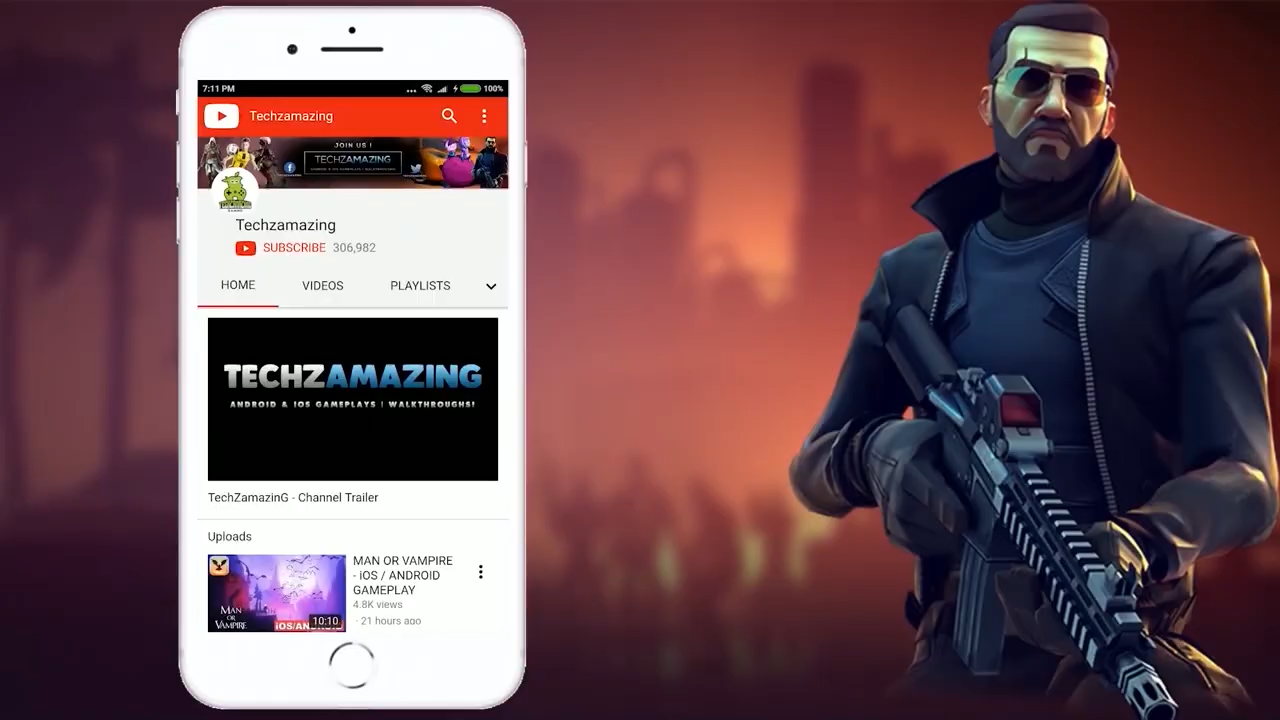 7:11 PM
100%
Techzamazing
JOIN US !
TECHZAMAZING
Techzamazing
SUBSCRIBE 306,982
HOME
VIDEOS
PLAYLISTS
TECHZAMAZING
ANDROID & IOS GAMEPLAYS | WALKTHROUGHS!
TechZamazinG - Channel Trailer
Uploads
MAN OR VAMPIRE
- iOS / ANDROID
GAMEPLAY
4.8K views
· 21 hours ago
MAN
OR
VAMPIRE
10:10